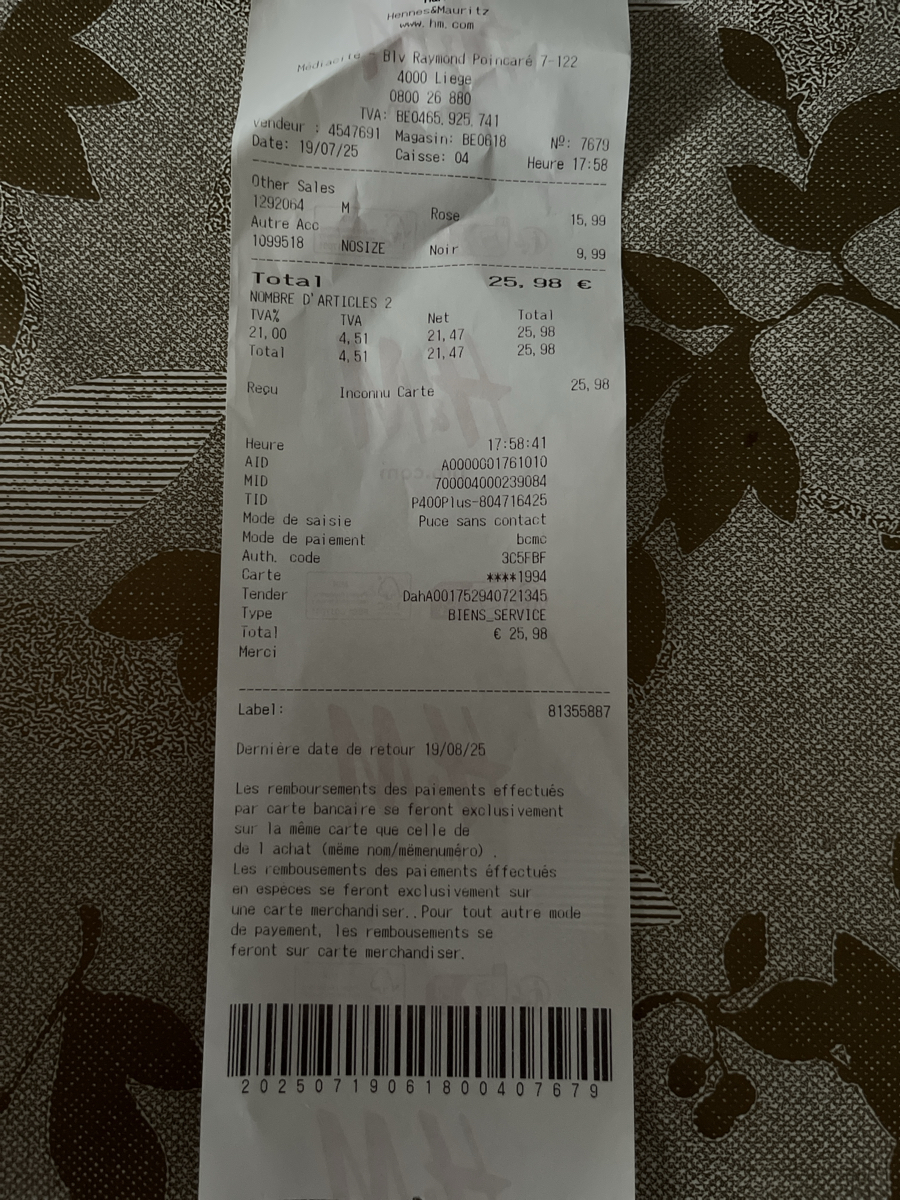 Hennes&Mauritz
www.hm.com
Médiacité - Blv Raymond Poincaré 7-122
4000 Liege
0800 26 880
TVA: BE0465.925.741
vendeur : 4547691 Magasin: BE0618 Nº: 7679
Date: 19/07/25 Caisse: 04 Heure 17:58
Other Sales
1292064 M Rose 15,99
Autre Acc
1099518 NOSIZE Noir 9,99
Total 25,98 €
NOMBRE D'ARTICLES 2
TVA% TVA Net Total
21,00 4,51 21,47 25,98
Total 4,51 21,47 25,98
Reçu Inconnu Carte 25,98
Heure 17:58:41
AID A0000001761010
MID 700004000239084
TID P400Plus-804716425
Mode de saisie Puce sans contact
Mode de paiement bcmc
Auth. code 3C5FBF
Carte ****1994
Tender DahA001752940721345
Type BIENS_SERVICE
Total € 25,98
Merci
Label: 81355887
Dernière date de retour 19/08/25
Les remboursements des paiements effectués
par carte bancaire se feront exclusivement
sur la même carte que celle de
de l achat (même nom/mêmenuméro) .
Les rembousements des paiements éffectués
en espèces se feront exclusivement sur
une carte merchandiser..Pour tout autre mode
de payement, les rembousements se
feront sur carte merchandiser.
20250719061800407679